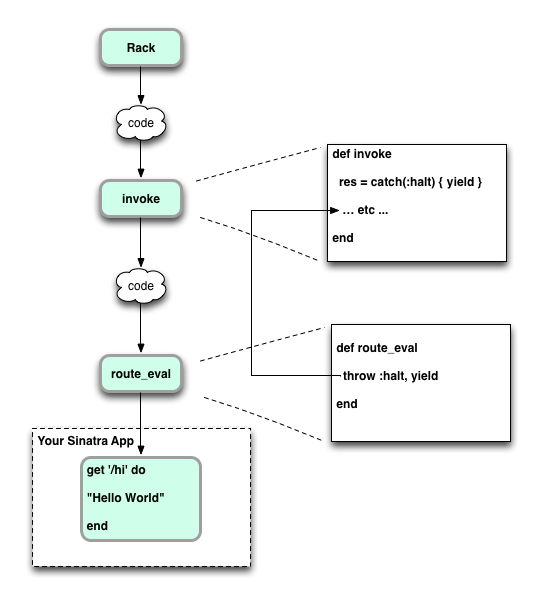 Rack
code
invoke
def invoke
res = catch(:halt) { yield }
... etc ...
end
code
route_eval
def route_eval
throw :halt, yield
end
Your Sinatra App
get '/hi' do
"Hello World"
end